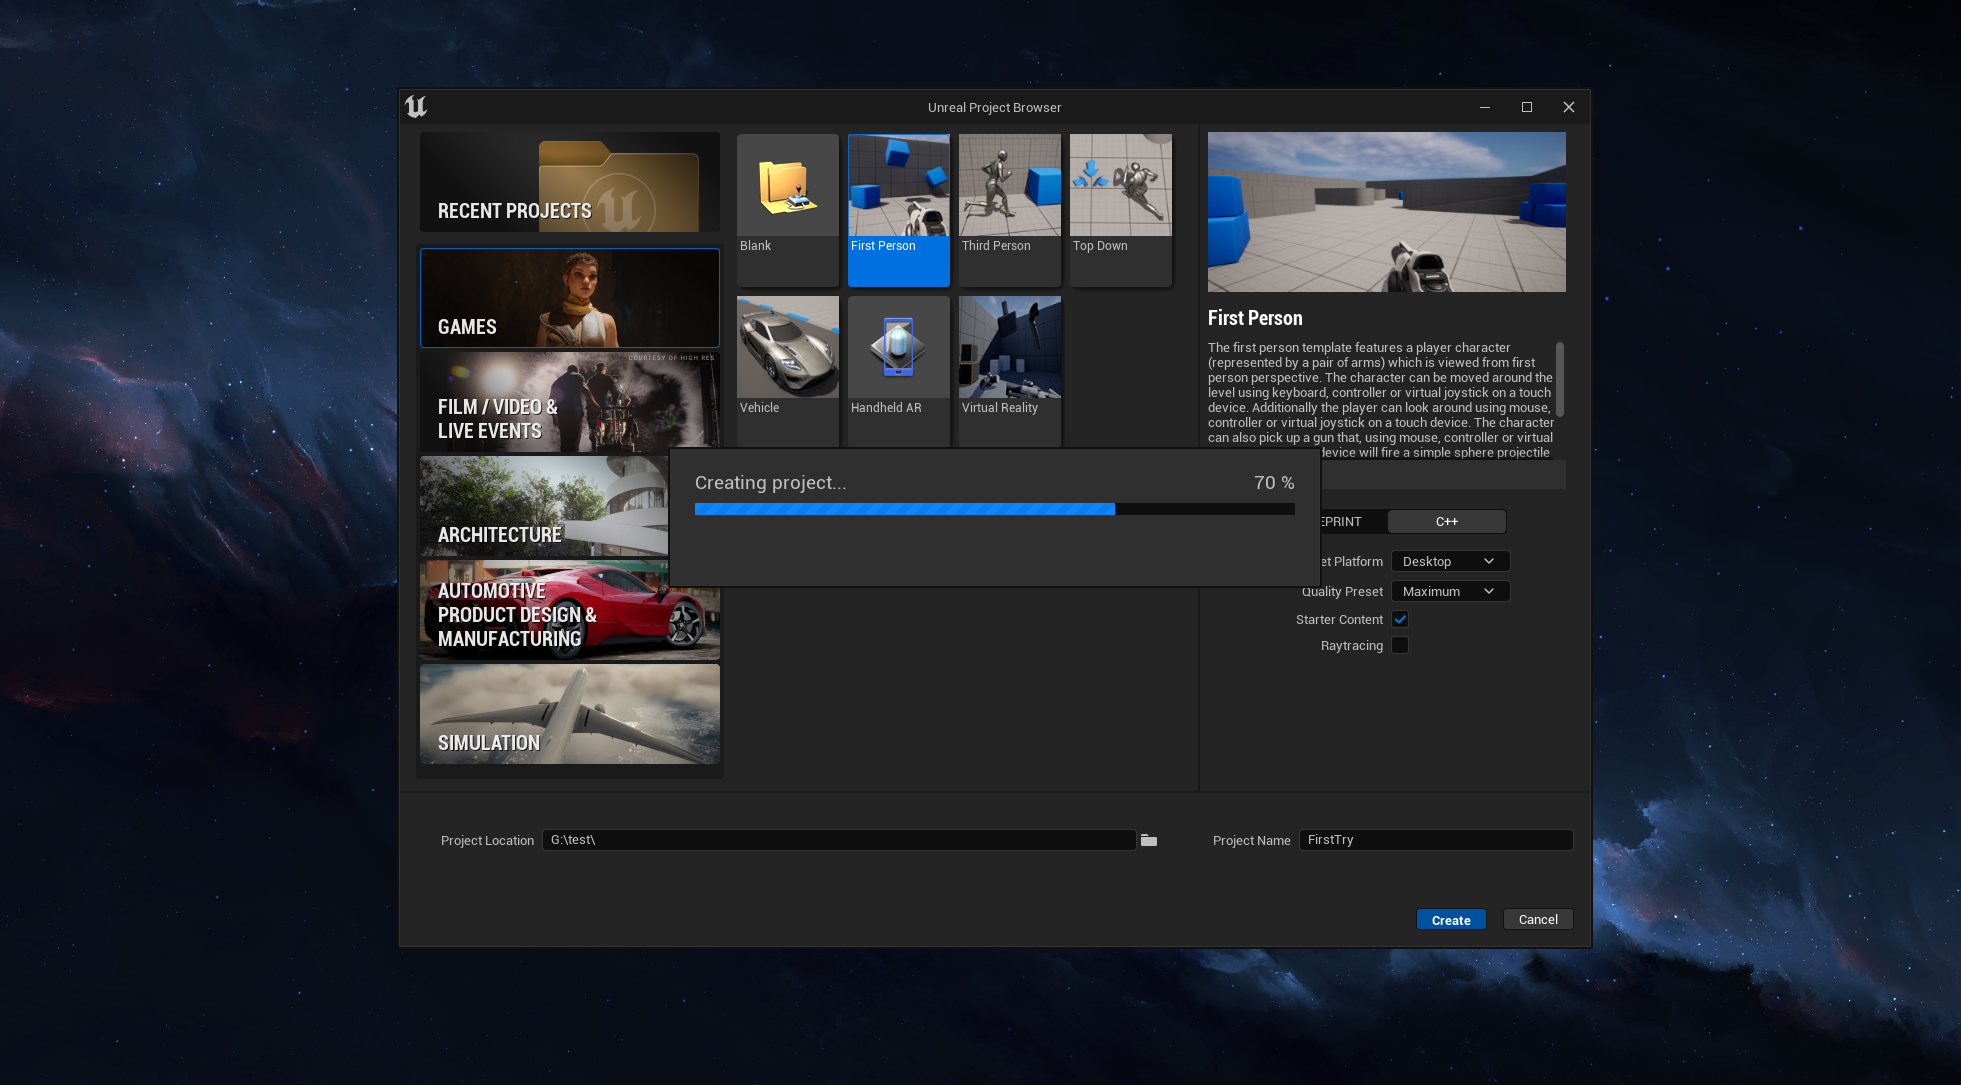 Unreal Project Browser
RECENT PROJECTS
GAMES
COURTESY OF HIGH RES
FILM / VIDEO &
LIVE EVENTS
ARCHITECTURE
AUTOMOTIVE
PRODUCT DESIGN &
MANUFACTURING
SIMULATION
Blank
First Person
Third Person
Top Down
Vehicle
Handheld AR
Virtual Reality
First Person
The first person template features a player character
(represented by a pair of arms) which is viewed from first
person perspective. The character can be moved around the
level using keyboard, controller or virtual joystick on a touch
device. Additionally the player can look around using mouse,
controller or virtual joystick on a touch device. The character
can also pick up a gun that, using mouse, controller or virtual
device will fire a simple sphere projectile
Creating project...
70 %
EPRINT
C++
et Platform
Desktop
Quality Preset
Maximum
Starter Content
Raytracing
Project Location
G:\test\
Project Name
FirstTry
Create
Cancel